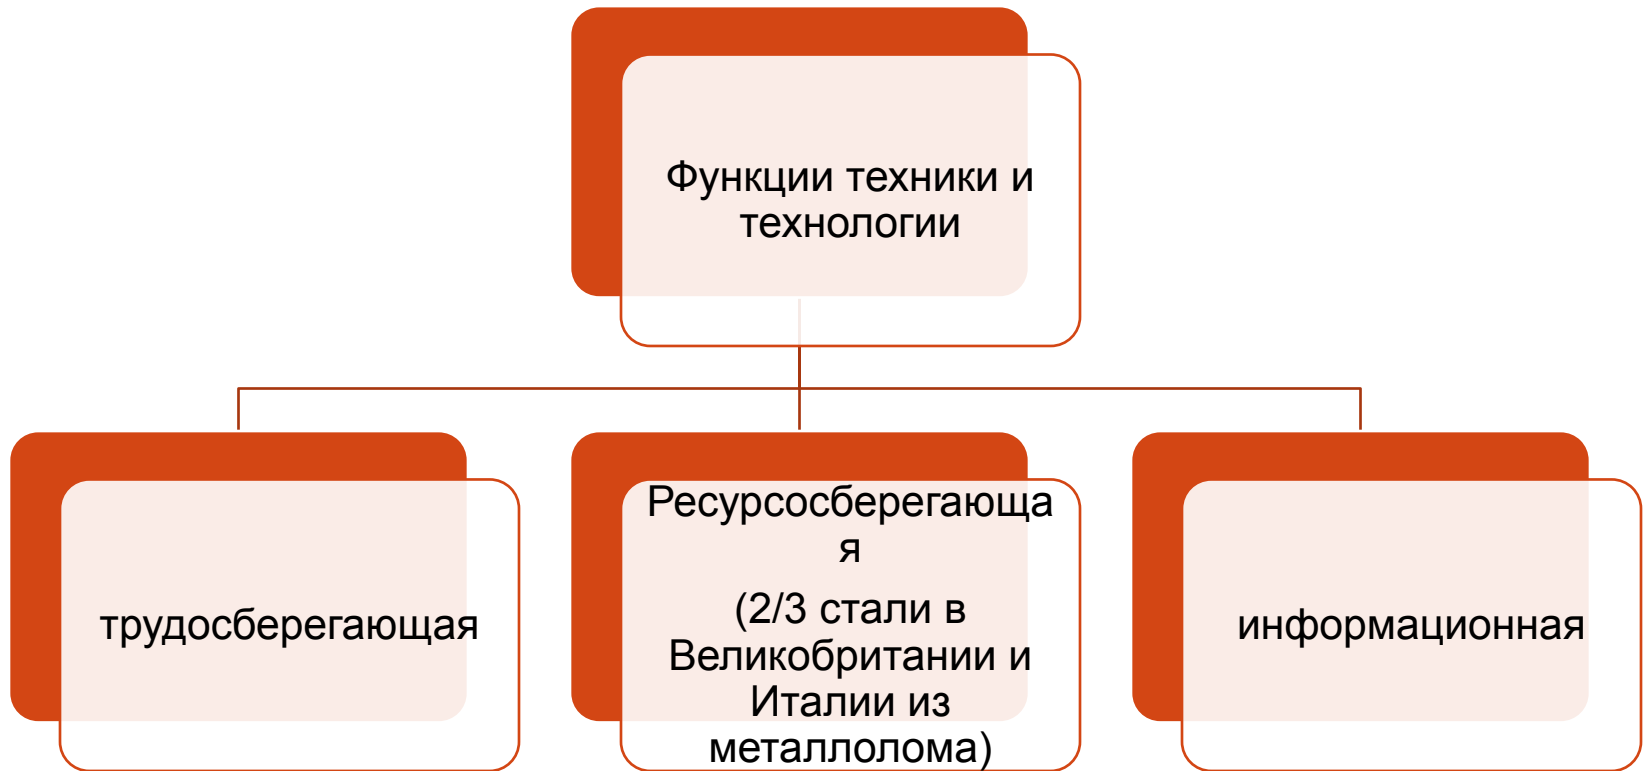 Функции техники и
технологии
трудосберегающая
Ресурсосберегающа
я
(2/3 стали в
Великобритании и
Италии из
металлолома)
информационная